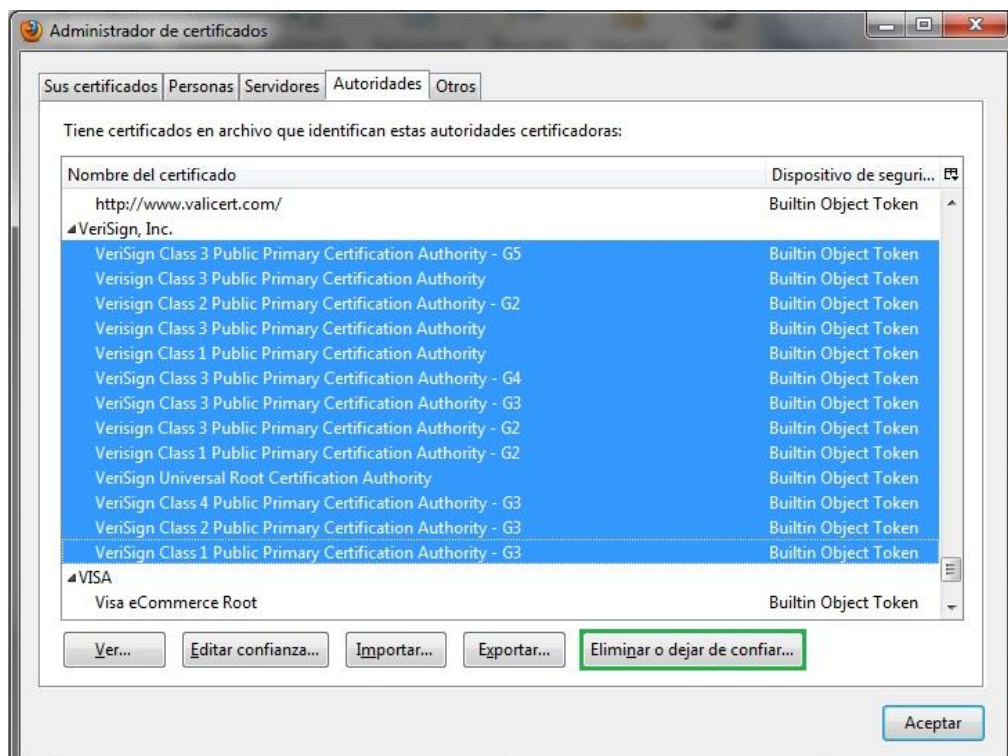 Administrador de certificados
Sus certificados Personas Servidores Autoridades Otros
Tiene certificados en archivo que identifican estas autoridades certificadoras:
Nombre del certificado Dispositivo de seguri...
http://www.valicert.com/ Builtin Object Token
VeriSign, Inc.
VeriSign Class 3 Public Primary Certification Authority - G5 Builtin Object Token
Verisign Class 3 Public Primary Certification Authority Builtin Object Token
Verisign Class 2 Public Primary Certification Authority - G2 Builtin Object Token
Verisign Class 3 Public Primary Certification Authority Builtin Object Token
Verisign Class 1 Public Primary Certification Authority Builtin Object Token
VeriSign Class 3 Public Primary Certification Authority - G4 Builtin Object Token
VeriSign Class 3 Public Primary Certification Authority - G3 Builtin Object Token
Verisign Class 3 Public Primary Certification Authority - G2 Builtin Object Token
Verisign Class 1 Public Primary Certification Authority - G2 Builtin Object Token
VeriSign Universal Root Certification Authority Builtin Object Token
VeriSign Class 4 Public Primary Certification Authority - G3 Builtin Object Token
VeriSign Class 2 Public Primary Certification Authority - G3 Builtin Object Token
VeriSign Class 1 Public Primary Certification Authority - G3 Builtin Object Token
VISA
Visa eCommerce Root Builtin Object Token
Ver... Editar confianza... Importar... Exportar... Eliminar o dejar de confiar...
Aceptar